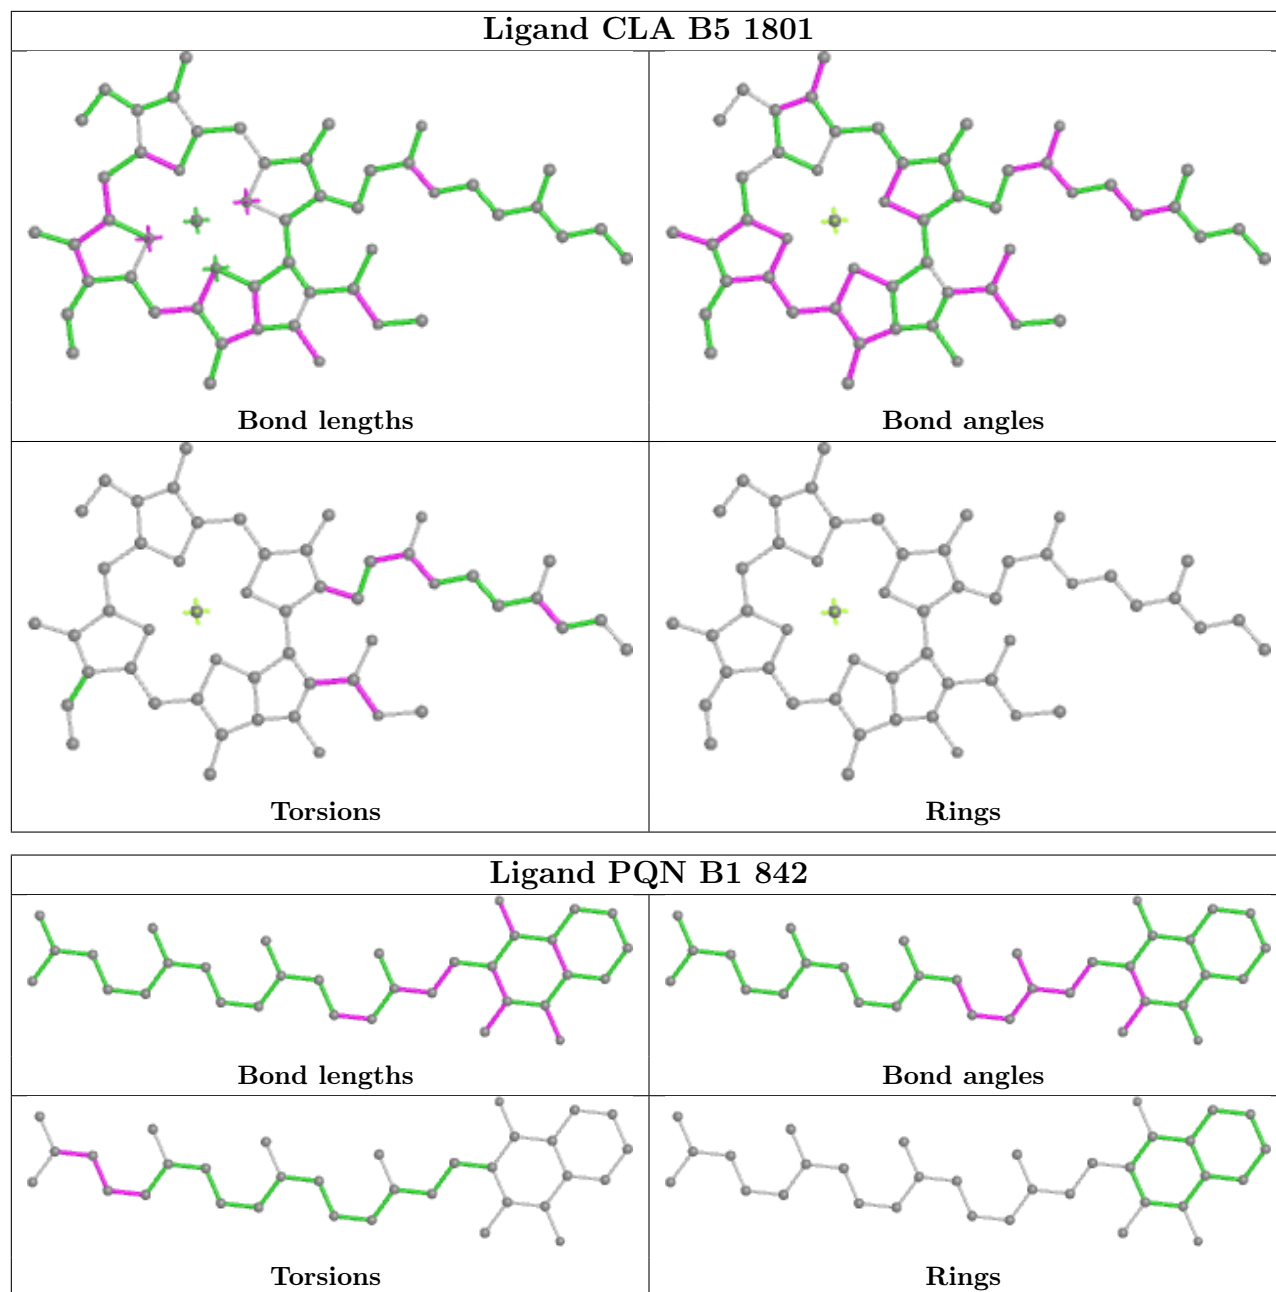 Ligand CLA B5 1801
Bond lengths
Bond angles
Torsions
Rings
Ligand PQN B1 842
Bond lengths
Bond angles
Torsions
Rings